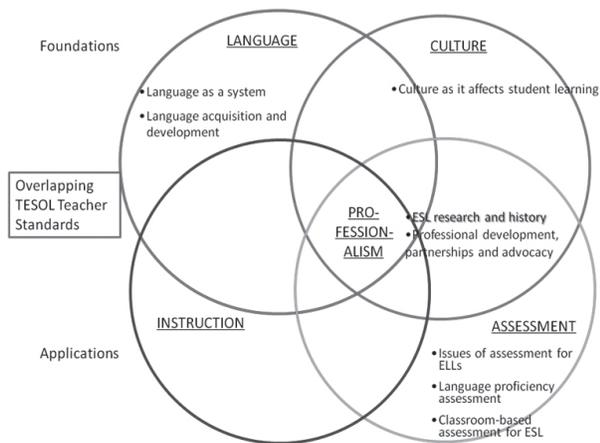 Foundations
LANGUAGE
CULTURE
•Language as a system
•Language acquisition and
development
•Culture as it affects student learning
Overlapping
TESOL Teacher
Standards
PRO-
FESSION-
ALISM
•ESL research and history
•Professional development,
partnerships and advocacy
INSTRUCTION
ASSESSMENT
Applications
•Issues of assessment for
ELLs
•Language proficiency
assessment
•Classroom-based
assessment for ESL